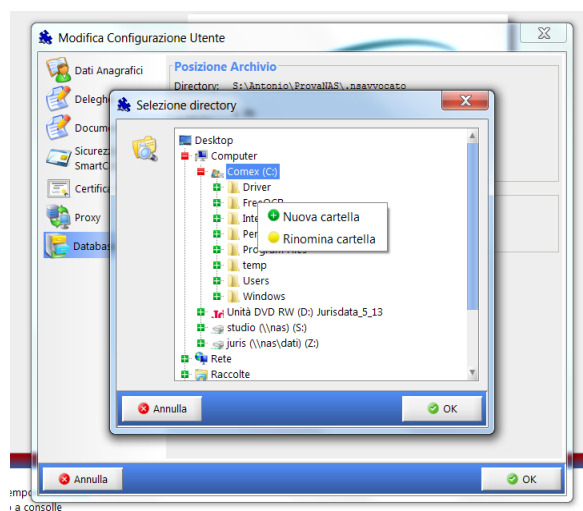 Modifica Configurazione Utente
Dati Anagrafici
Posizione Archivio
Directory: S:\Antonio\ProvaNAS\.nsavvocato
Selezione directory
Desktop
Computer
Comex (C:)
Driver
Nuova cartella
Rinomina cartella
temp
Users
Windows
Unità DVD RW (D:) Jurisdata_5_13
studio (\\nas) (S:)
juris (\\nas\dati) (Z:)
Rete
Raccolte
Proxy
Annulla
OK
Annulla
OK
o a consolle